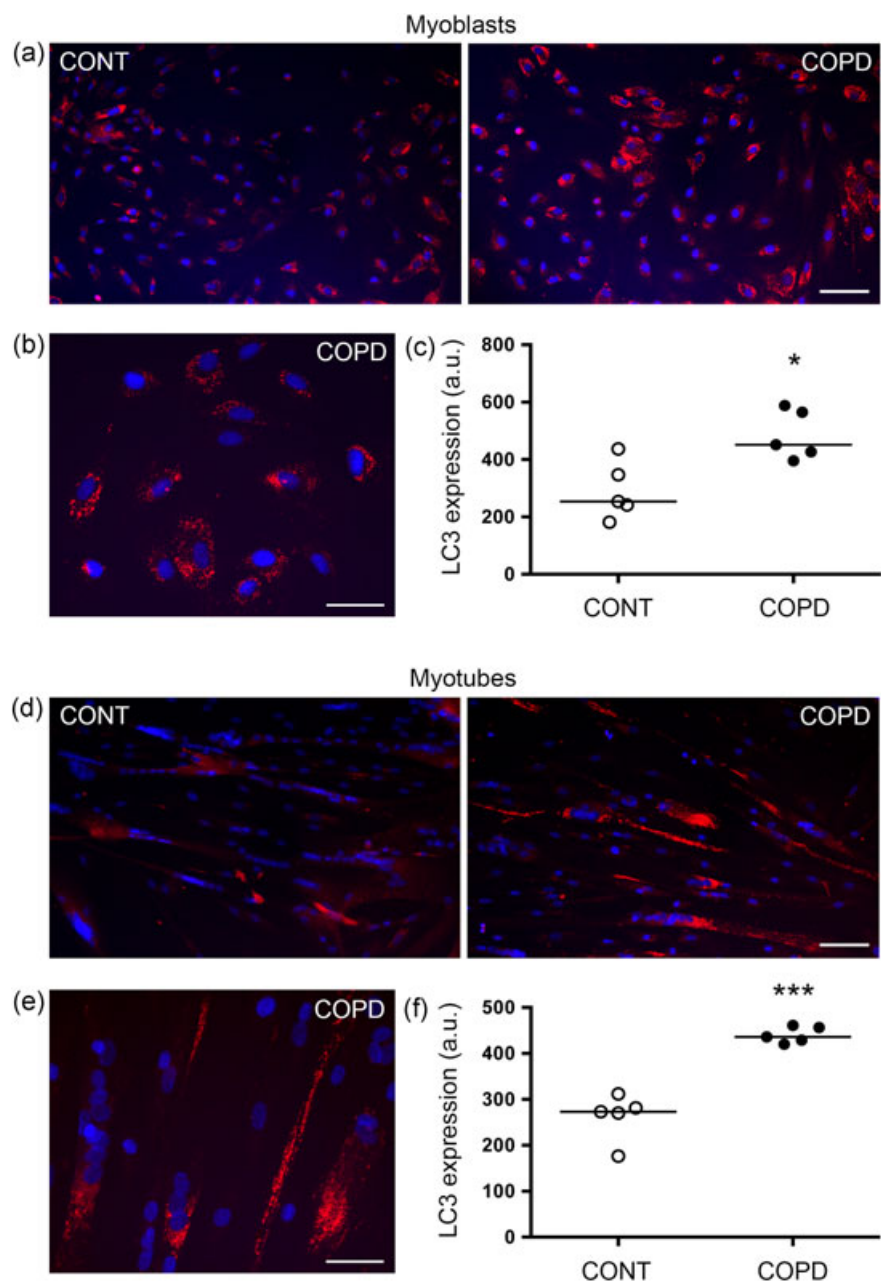 Myoblasts
(a) CONT COPD
(b) COPD
(c)
LC3 expression (a.u.)
800
600
400
200
0
*
CONT COPD
Myotubes
(d) CONT COPD
(e) COPD
(f)
LC3 expression (a.u.)
500
400
300
200
100
0
***
CONT COPD